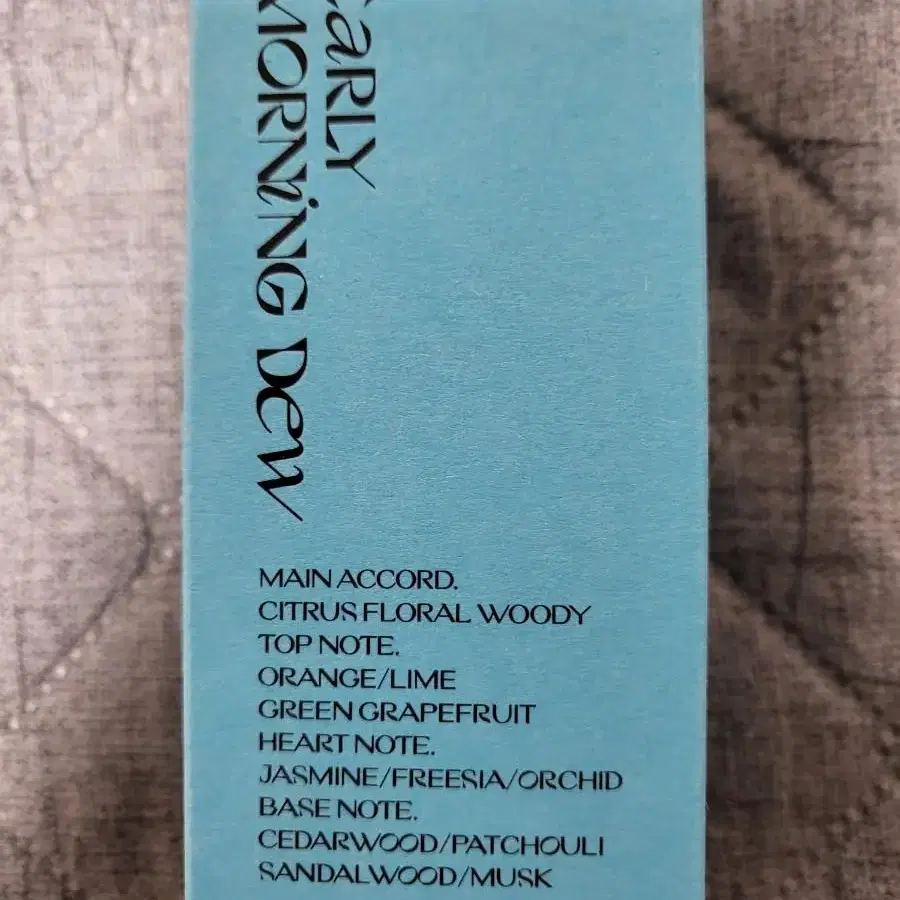 EaRLY
MORNiNG DeW
MAIN ACCORD.
CITRUS FLORAL WOODY
TOP NOTE.
ORANGE/LIME
GREEN GRAPEFRUIT
HEART NOTE.
JASMINE/FREESIA/ORCHID
BASE NOTE.
CEDARWOOD/PATCHOULI
SANDALWOOD/MUSK